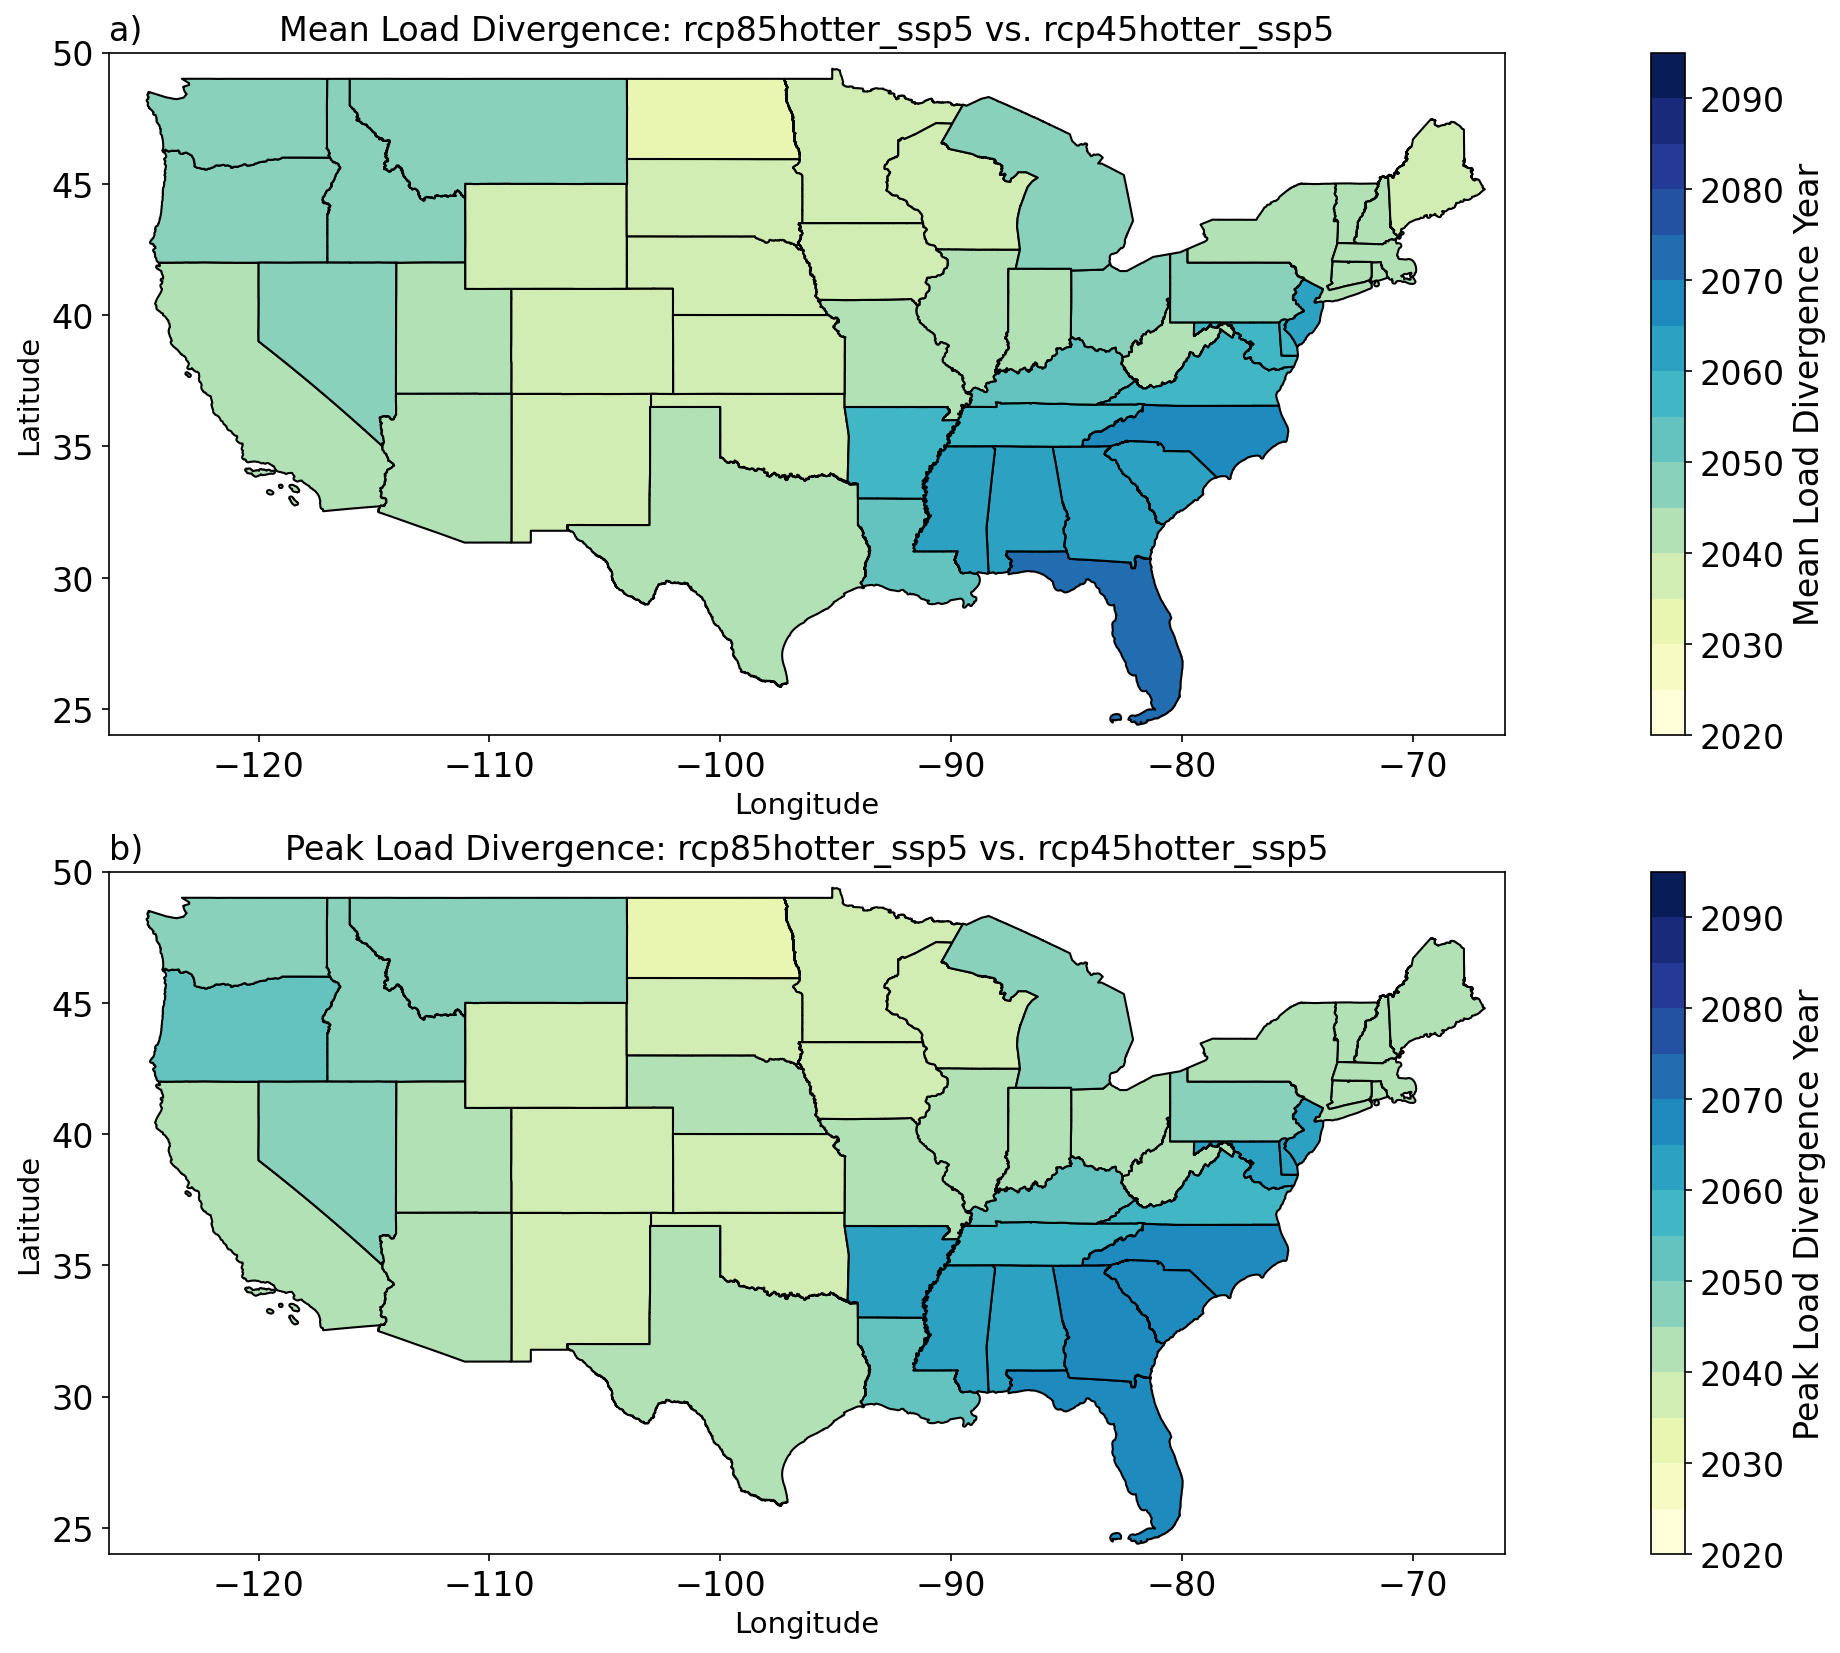 a)
Mean Load Divergence: rcp85hotter_ssp5 vs. rcp45hotter_ssp5
50
45
40
35
30
25
Latitude
−120 −110 −100 −90 −80 −70
Longitude
2090
2080
2070
2060
2050
2040
2030
2020
Mean Load Divergence Year
b)
Peak Load Divergence: rcp85hotter_ssp5 vs. rcp45hotter_ssp5
50
45
40
35
30
25
Latitude
−120 −110 −100 −90 −80 −70
Longitude
2090
2080
2070
2060
2050
2040
2030
2020
Peak Load Divergence Year